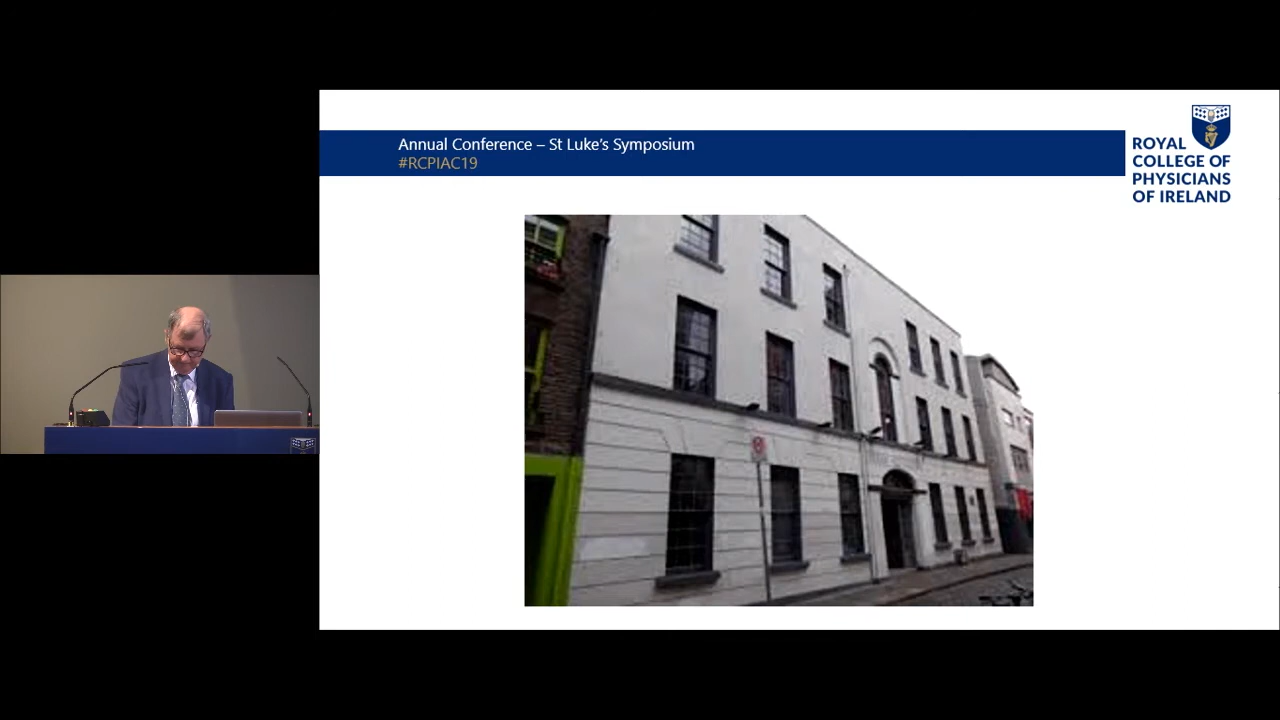 Annual Conference – St Luke's Symposium
#RCPIAC19
ROYAL
COLLEGE OF
PHYSICIANS
OF IRELAND